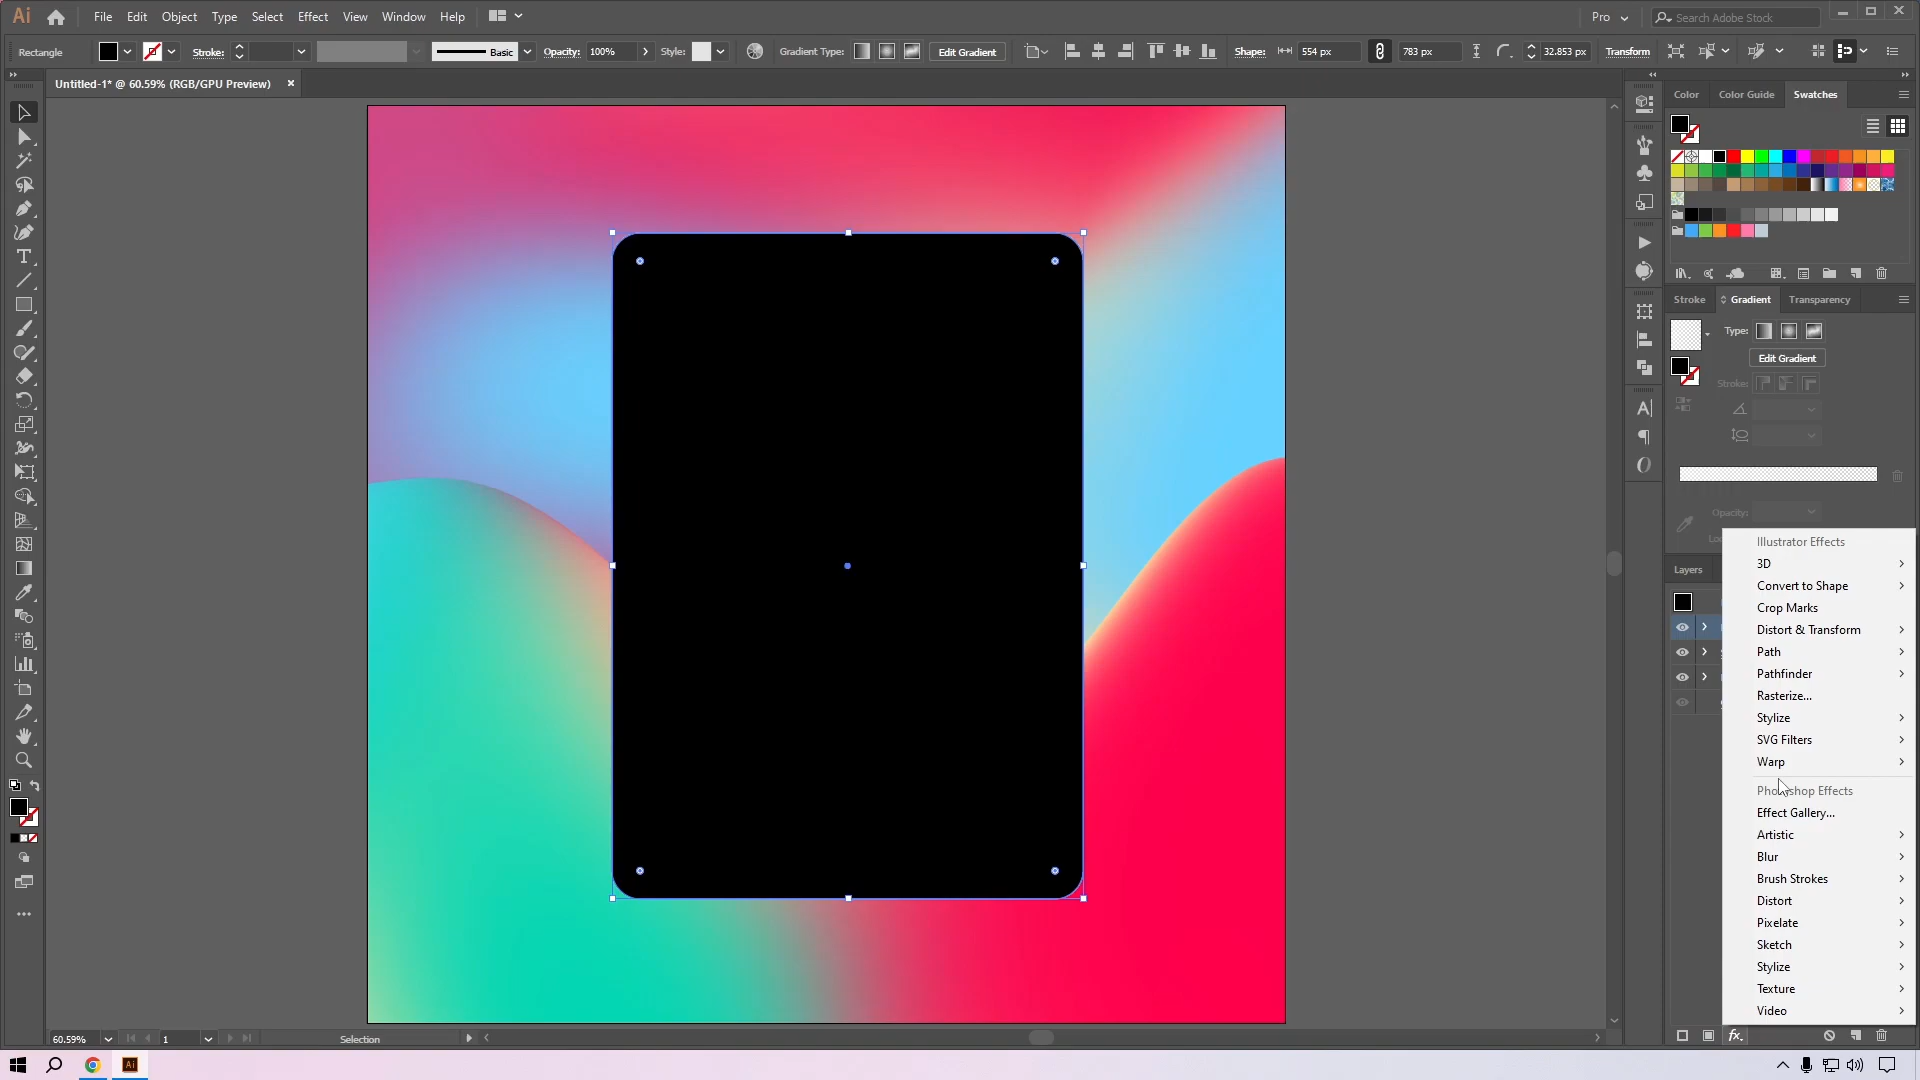 Ai File Edit Object Type Select Effect View Window Help Pro Search Adobe Stock
Rectangle Stroke: Basic Opacity: 100% Style: Gradient Type: Edit Gradient Shape: 554 px 783 px 32.853 px Transform
Untitled-1* @ 60.59% (RGB/GPU Preview)
Color Color Guide Swatches
Stroke Gradient Transparency
Type:
Edit Gradient
Stroke:
Opacity:
Layers
Illustrator Effects
3D
Convert to Shape
Crop Marks
Distort & Transform
Path
Pathfinder
Rasterize...
Stylize
SVG Filters
Warp
Photoshop Effects
Effect Gallery...
Artistic
Blur
Brush Strokes
Distort
Pixelate
Sketch
Stylize
Texture
Video
fx.
60.59% 1 Selection
Ai